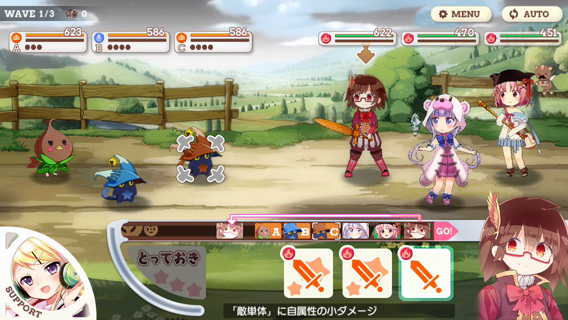 WAVE 1/3
0
MENU
AUTO
623
A
586
B
586
C
622
470
451
A
B
C
GO!
とっておき
SUPPORT
「敵単体」に自属性の小ダメージ